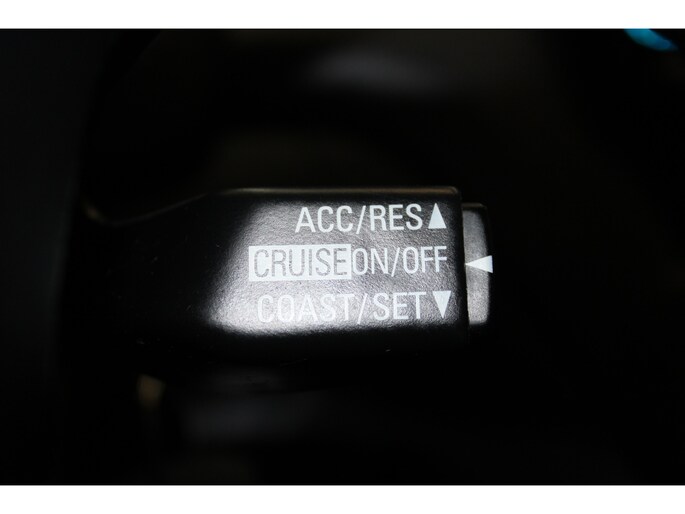 ACC/RES▲
CRUISE ON/OFF ◀
COAST/SET▼